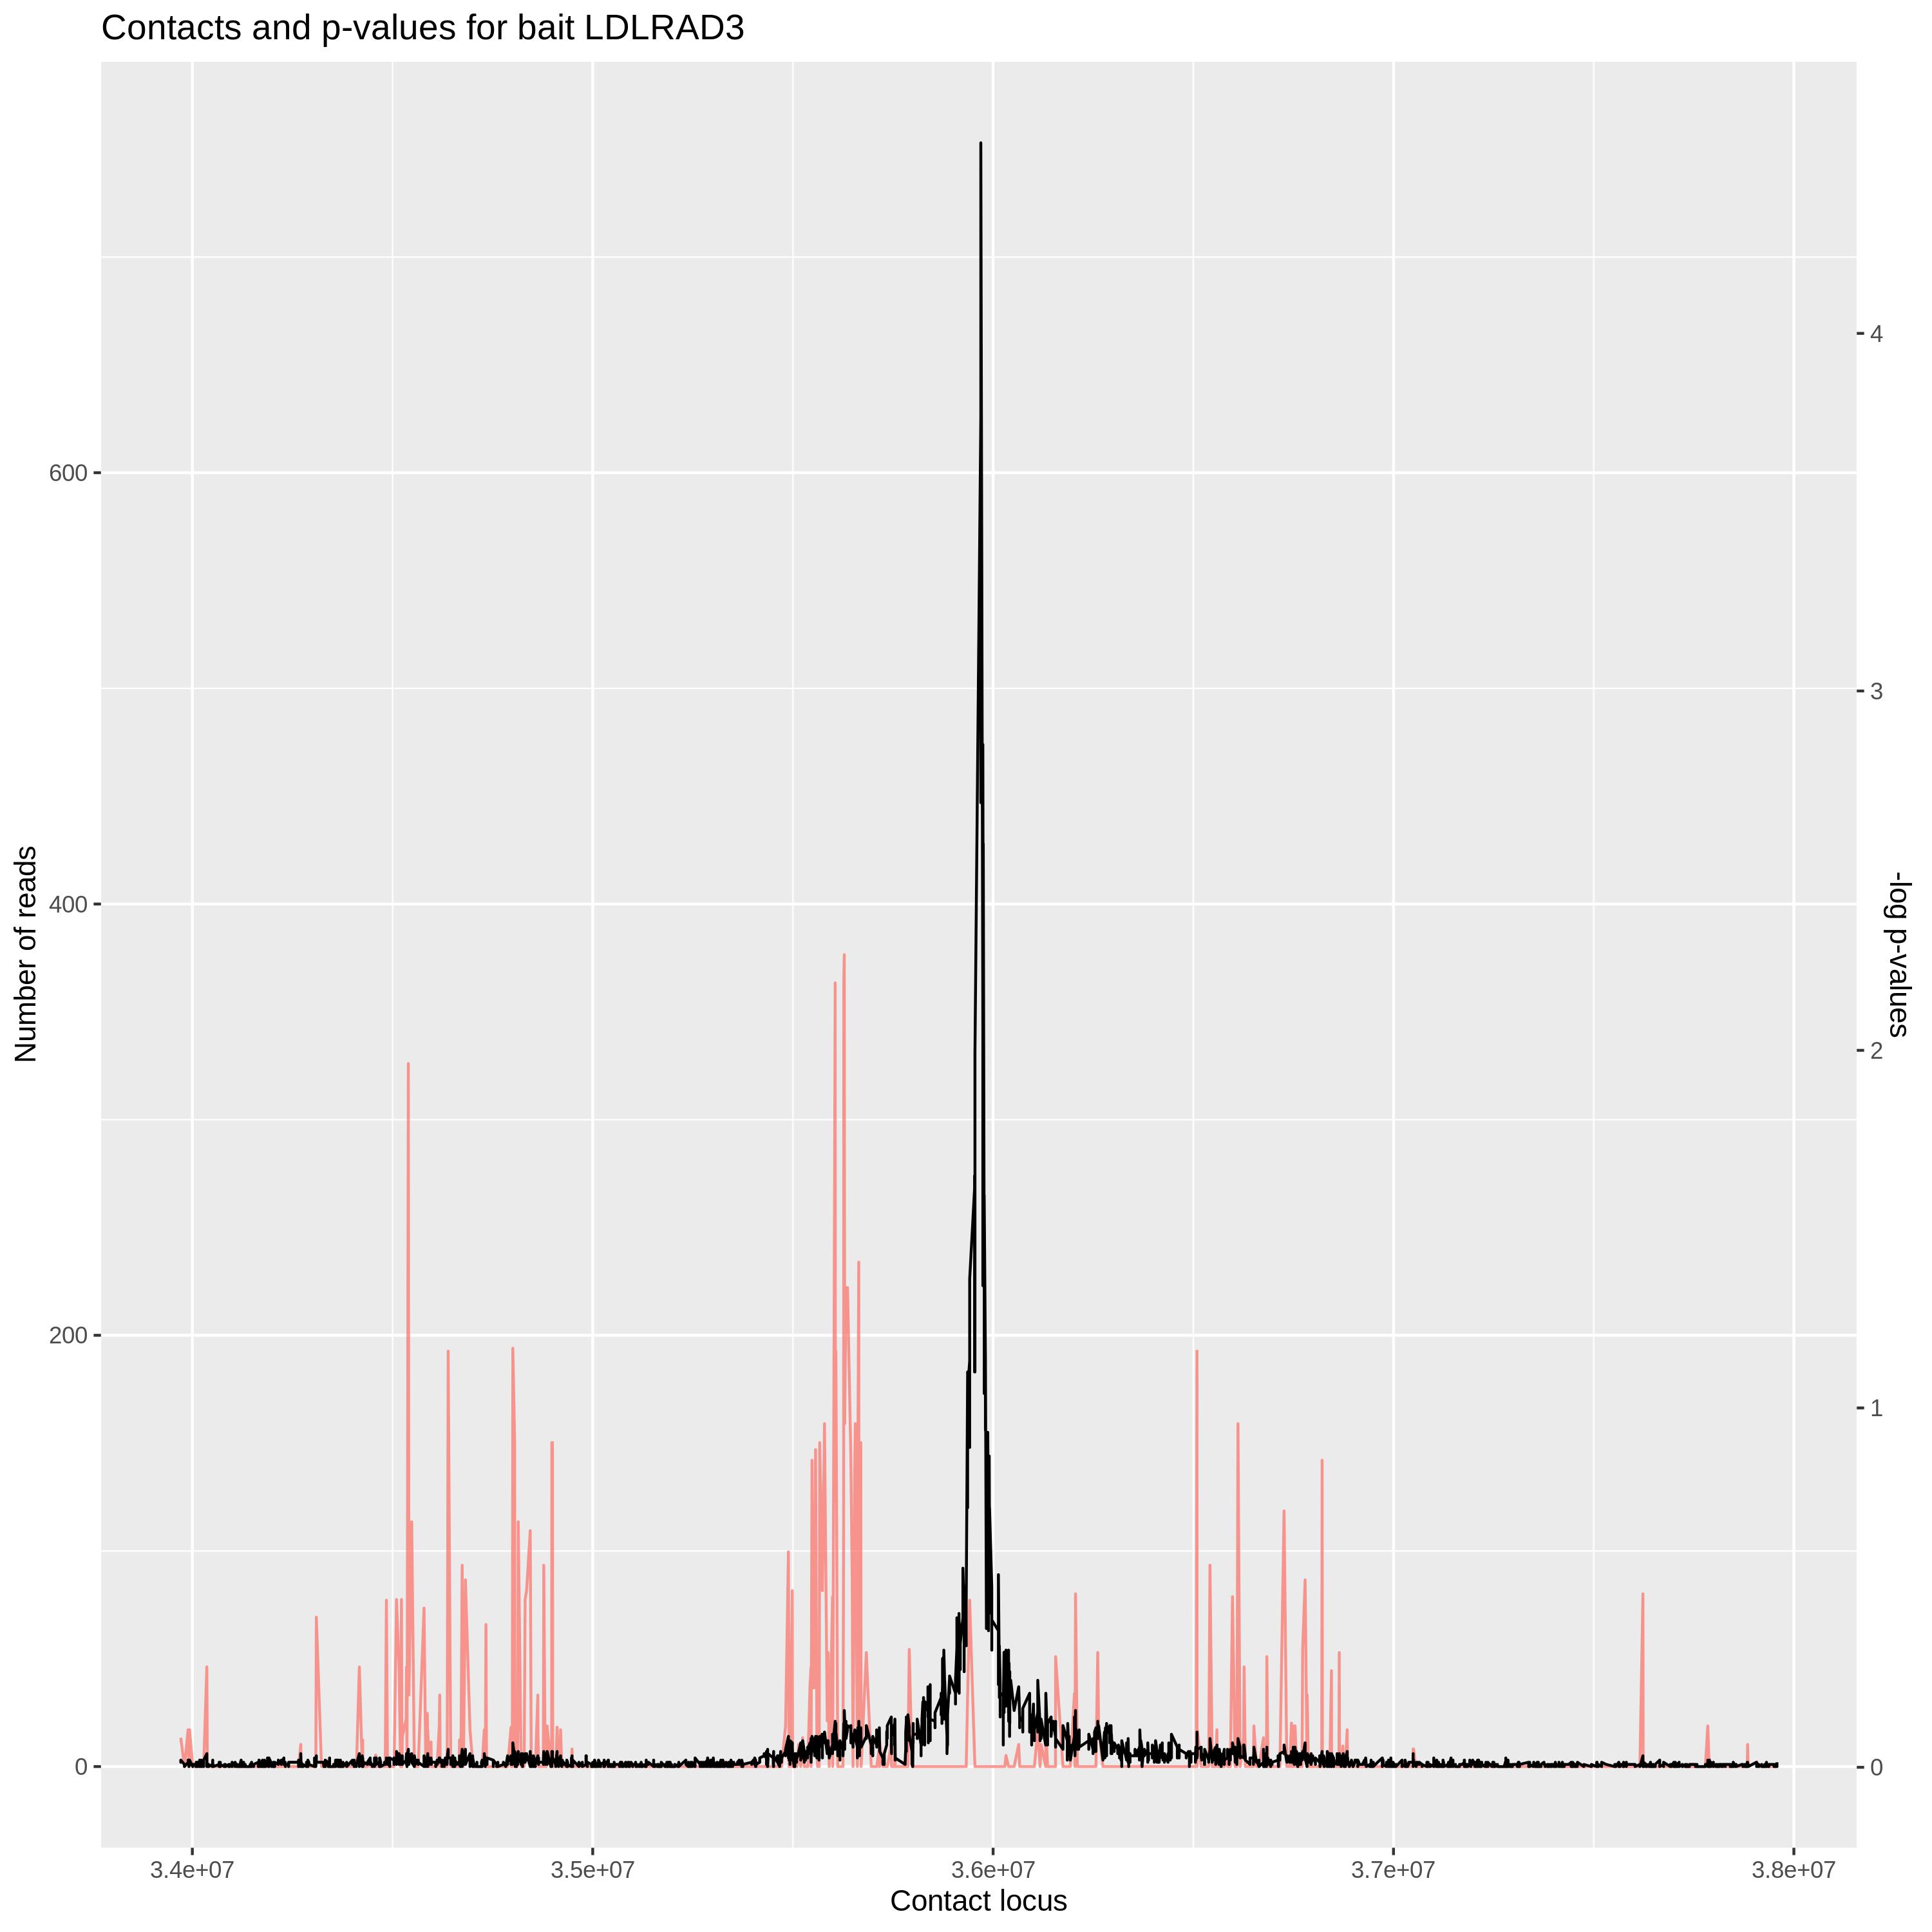 Contacts and p-values for bait LDLRAD3
Number of reads
600
400
200
0
4
3
2
1
0
-log p-values
3.4e+07
3.5e+07
3.6e+07
3.7e+07
3.8e+07
Contact locus